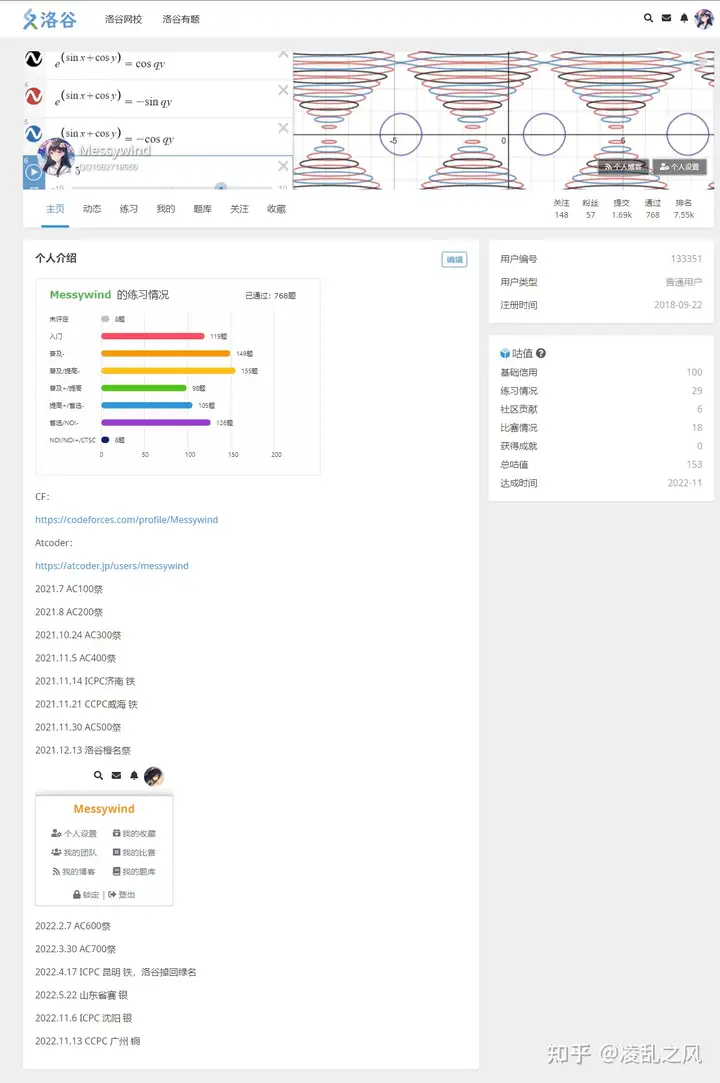 洛谷
洛谷网校
洛谷有题
e^(sin x+cos y) = cos qy
4
e^(sin x+cos y) = −sin qy
5
(sin x+cos y) = −cos qy
6
Messywind
-10
10
-5
0
5
个人博客
个人设置
主页
动态
练习
我的
题库
关注
收藏
关注
粉丝
提交
通过
排名
148
57
1.69k
768
7.55k
个人介绍
编辑
Messywind 的练习情况
已通过：768题
未评定
8题
入门
119题
普及-
149题
普及/提高-
155题
普及+/提高
98题
提高+/省选-
105题
省选/NOI-
126题
NOI/NOI+/CTSC
8题
0
50
100
150
200
CF：
https://codeforces.com/profile/Messywind
Atcoder：
https://atcoder.jp/users/messywind
2021.7 AC100祭
2021.8 AC200祭
2021.10.24 AC300祭
2021.11.5 AC400祭
2021.11.14 ICPC济南 铁
2021.11.21 CCPC威海 铁
2021.11.30 AC500祭
2021.12.13 洛谷橙名祭
Messywind
个人设置
我的收藏
我的团队
我的比赛
我的博客
我的题库
锁定 | 登出
2022.2.7 AC600祭
2022.3.30 AC700祭
2022.4.17 ICPC 昆明 铁，洛谷掉回绿名
2022.5.22 山东省赛 银
2022.11.6 ICPC 沈阳 银
2022.11.13 CCPC 广州 铜
用户编号
133351
用户类型
普通用户
注册时间
2018-09-22
咕值
基础信用
100
练习情况
29
社区贡献
6
比赛情况
18
获得成就
0
总咕值
153
达成时间
2022-11
知乎 @凌乱之风